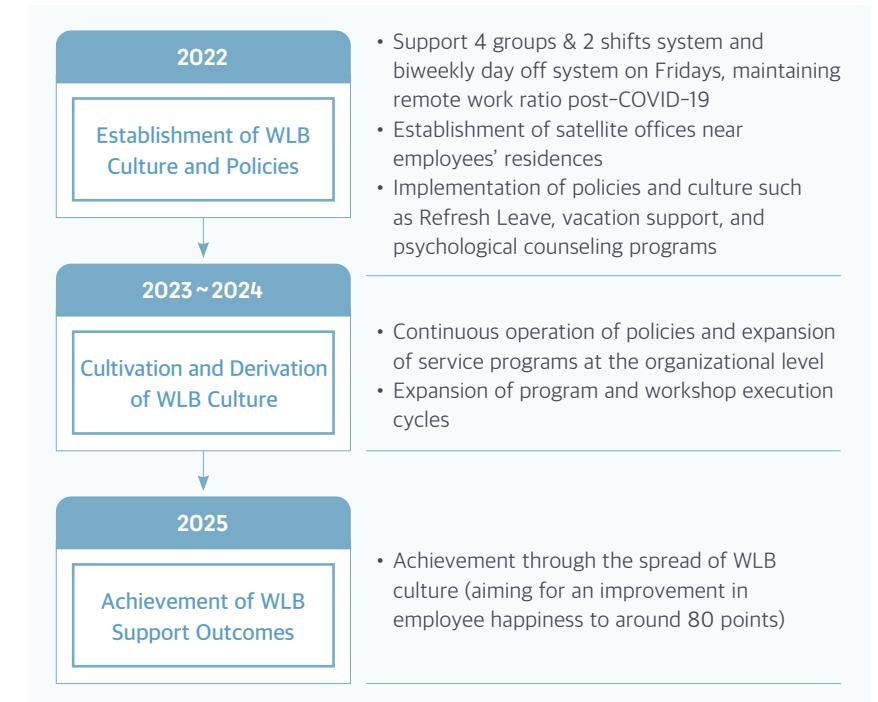 2022
Establishment of WLB
Culture and Policies
• Support 4 groups & 2 shifts system and
biweekly day off system on Fridays, maintaining
remote work ratio post-COVID-19
• Establishment of satellite offices near
employees’ residences
• Implementation of policies and culture such
as Refresh Leave, vacation support, and
psychological counseling programs
2023 ~ 2024
Cultivation and Derivation
of WLB Culture
• Continuous operation of policies and expansion
of service programs at the organizational level
• Expansion of program and workshop execution
cycles
2025
Achievement of WLB
Support Outcomes
• Achievement through the spread of WLB
culture (aiming for an improvement in
employee happiness to around 80 points)